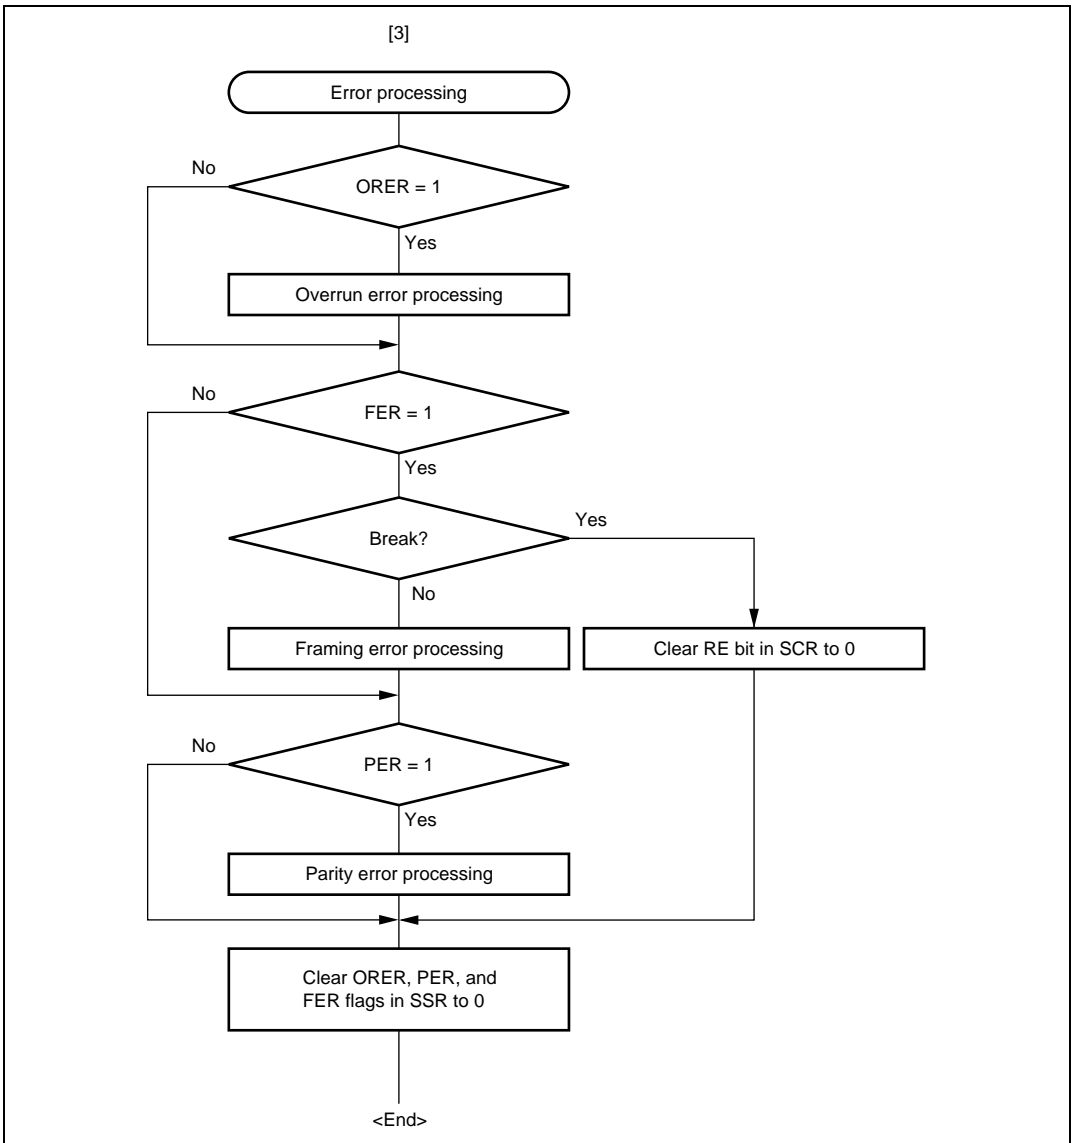 [3]
Error processing
No
ORER = 1
Yes
Overrun error processing
No
FER = 1
Yes
Break?
Yes
No
Framing error processing
Clear RE bit in SCR to 0
No
PER = 1
Yes
Parity error processing
Clear ORER, PER, and
FER flags in SSR to 0
<End>